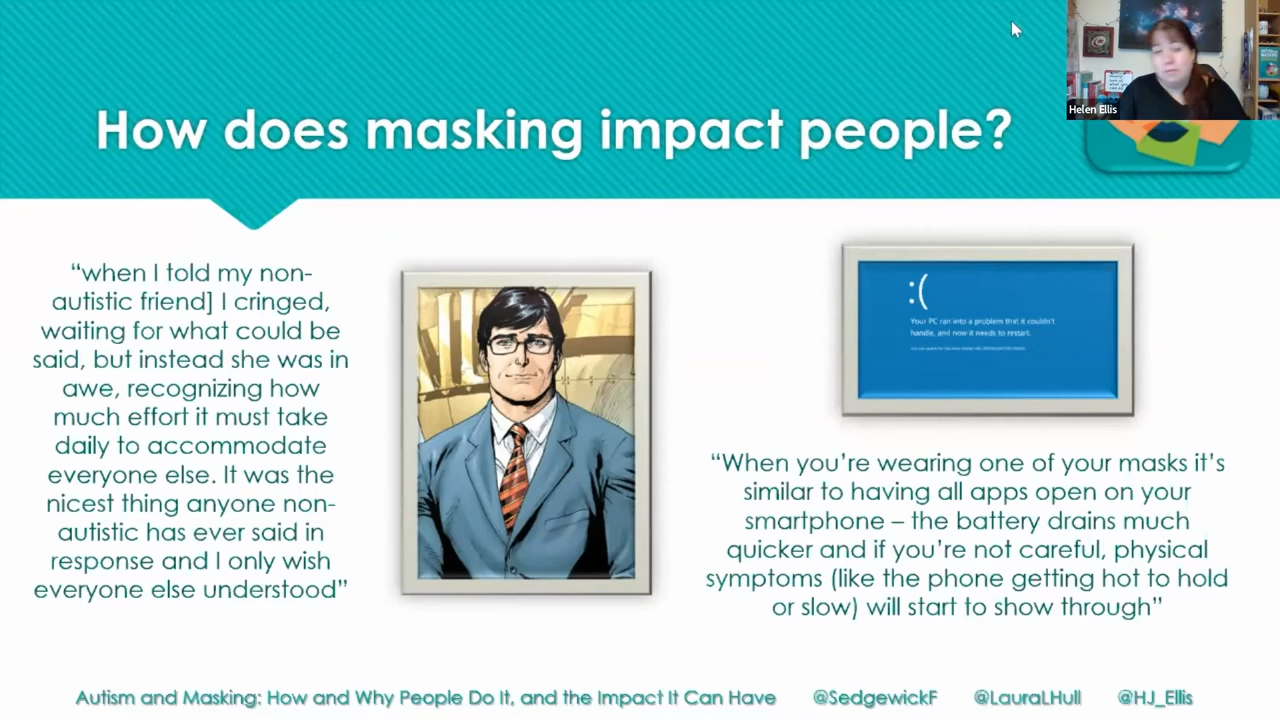 Helen Ellis
How does masking impact people?
“when I told my non-
autistic friend] I cringed,
waiting for what could be
said, but instead she was in
awe, recognizing how
much effort it must take
daily to accommodate
everyone else. It was the
nicest thing anyone non-
autistic has ever said in
response and I only wish
everyone else understood”
:(
Your PC ran into a problem that it couldn't
handle, and now it needs to restart.
“When you’re wearing one of your masks it’s
similar to having all apps open on your
smartphone – the battery drains much
quicker and if you’re not careful, physical
symptoms (like the phone getting hot to hold
or slow) will start to show through”
Autism and Masking: How and Why People Do It, and the Impact It Can Have @SedgewickF @LauraLHull @HJ_Ellis